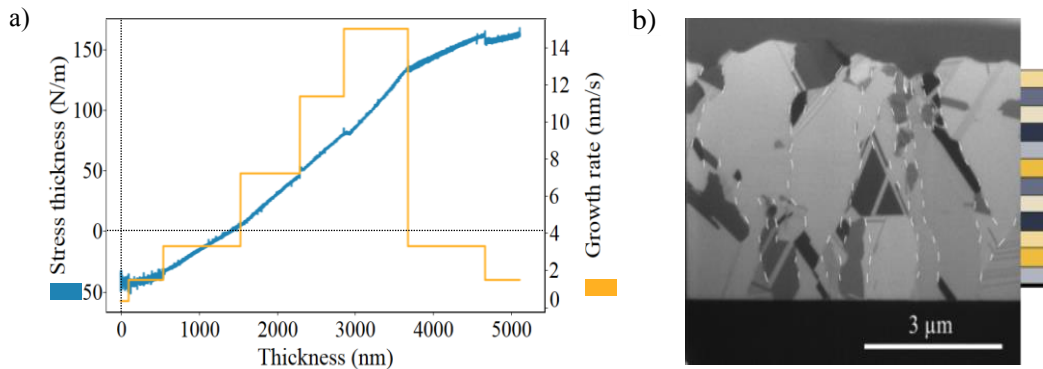 a)
b)
150
100
50
0
50
Stress thickness (N/m)
14
12
10
8
6
4
2
0
Growth rate (nm/s)
0 1000 2000 3000 4000 5000
Thickness (nm)
3 µm